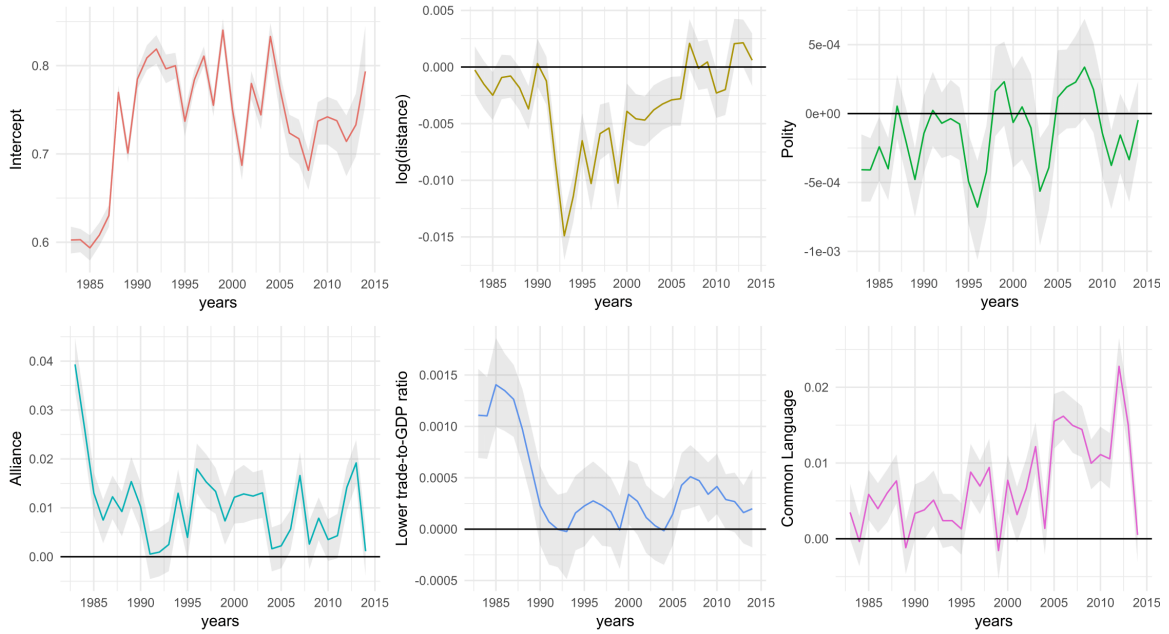 Intercept
0.8
0.7
0.6
1985 1990 1995 2000 2005 2010 2015
years
log(distance)
0.005
0.000
-0.005
-0.010
-0.015
1985 1990 1995 2000 2005 2010 2015
years
Polity
5e-04
0e+00
-5e-04
-1e-03
1985 1990 1995 2000 2005 2010 2015
years
Alliance
0.04
0.03
0.02
0.01
0.00
1985 1990 1995 2000 2005 2010 2015
years
Lower trade-to-GDP ratio
0.0015
0.0010
0.0005
0.0000
-0.0005
1985 1990 1995 2000 2005 2010 2015
years
Common Language
0.02
0.01
0.00
1985 1990 1995 2000 2005 2010 2015
years